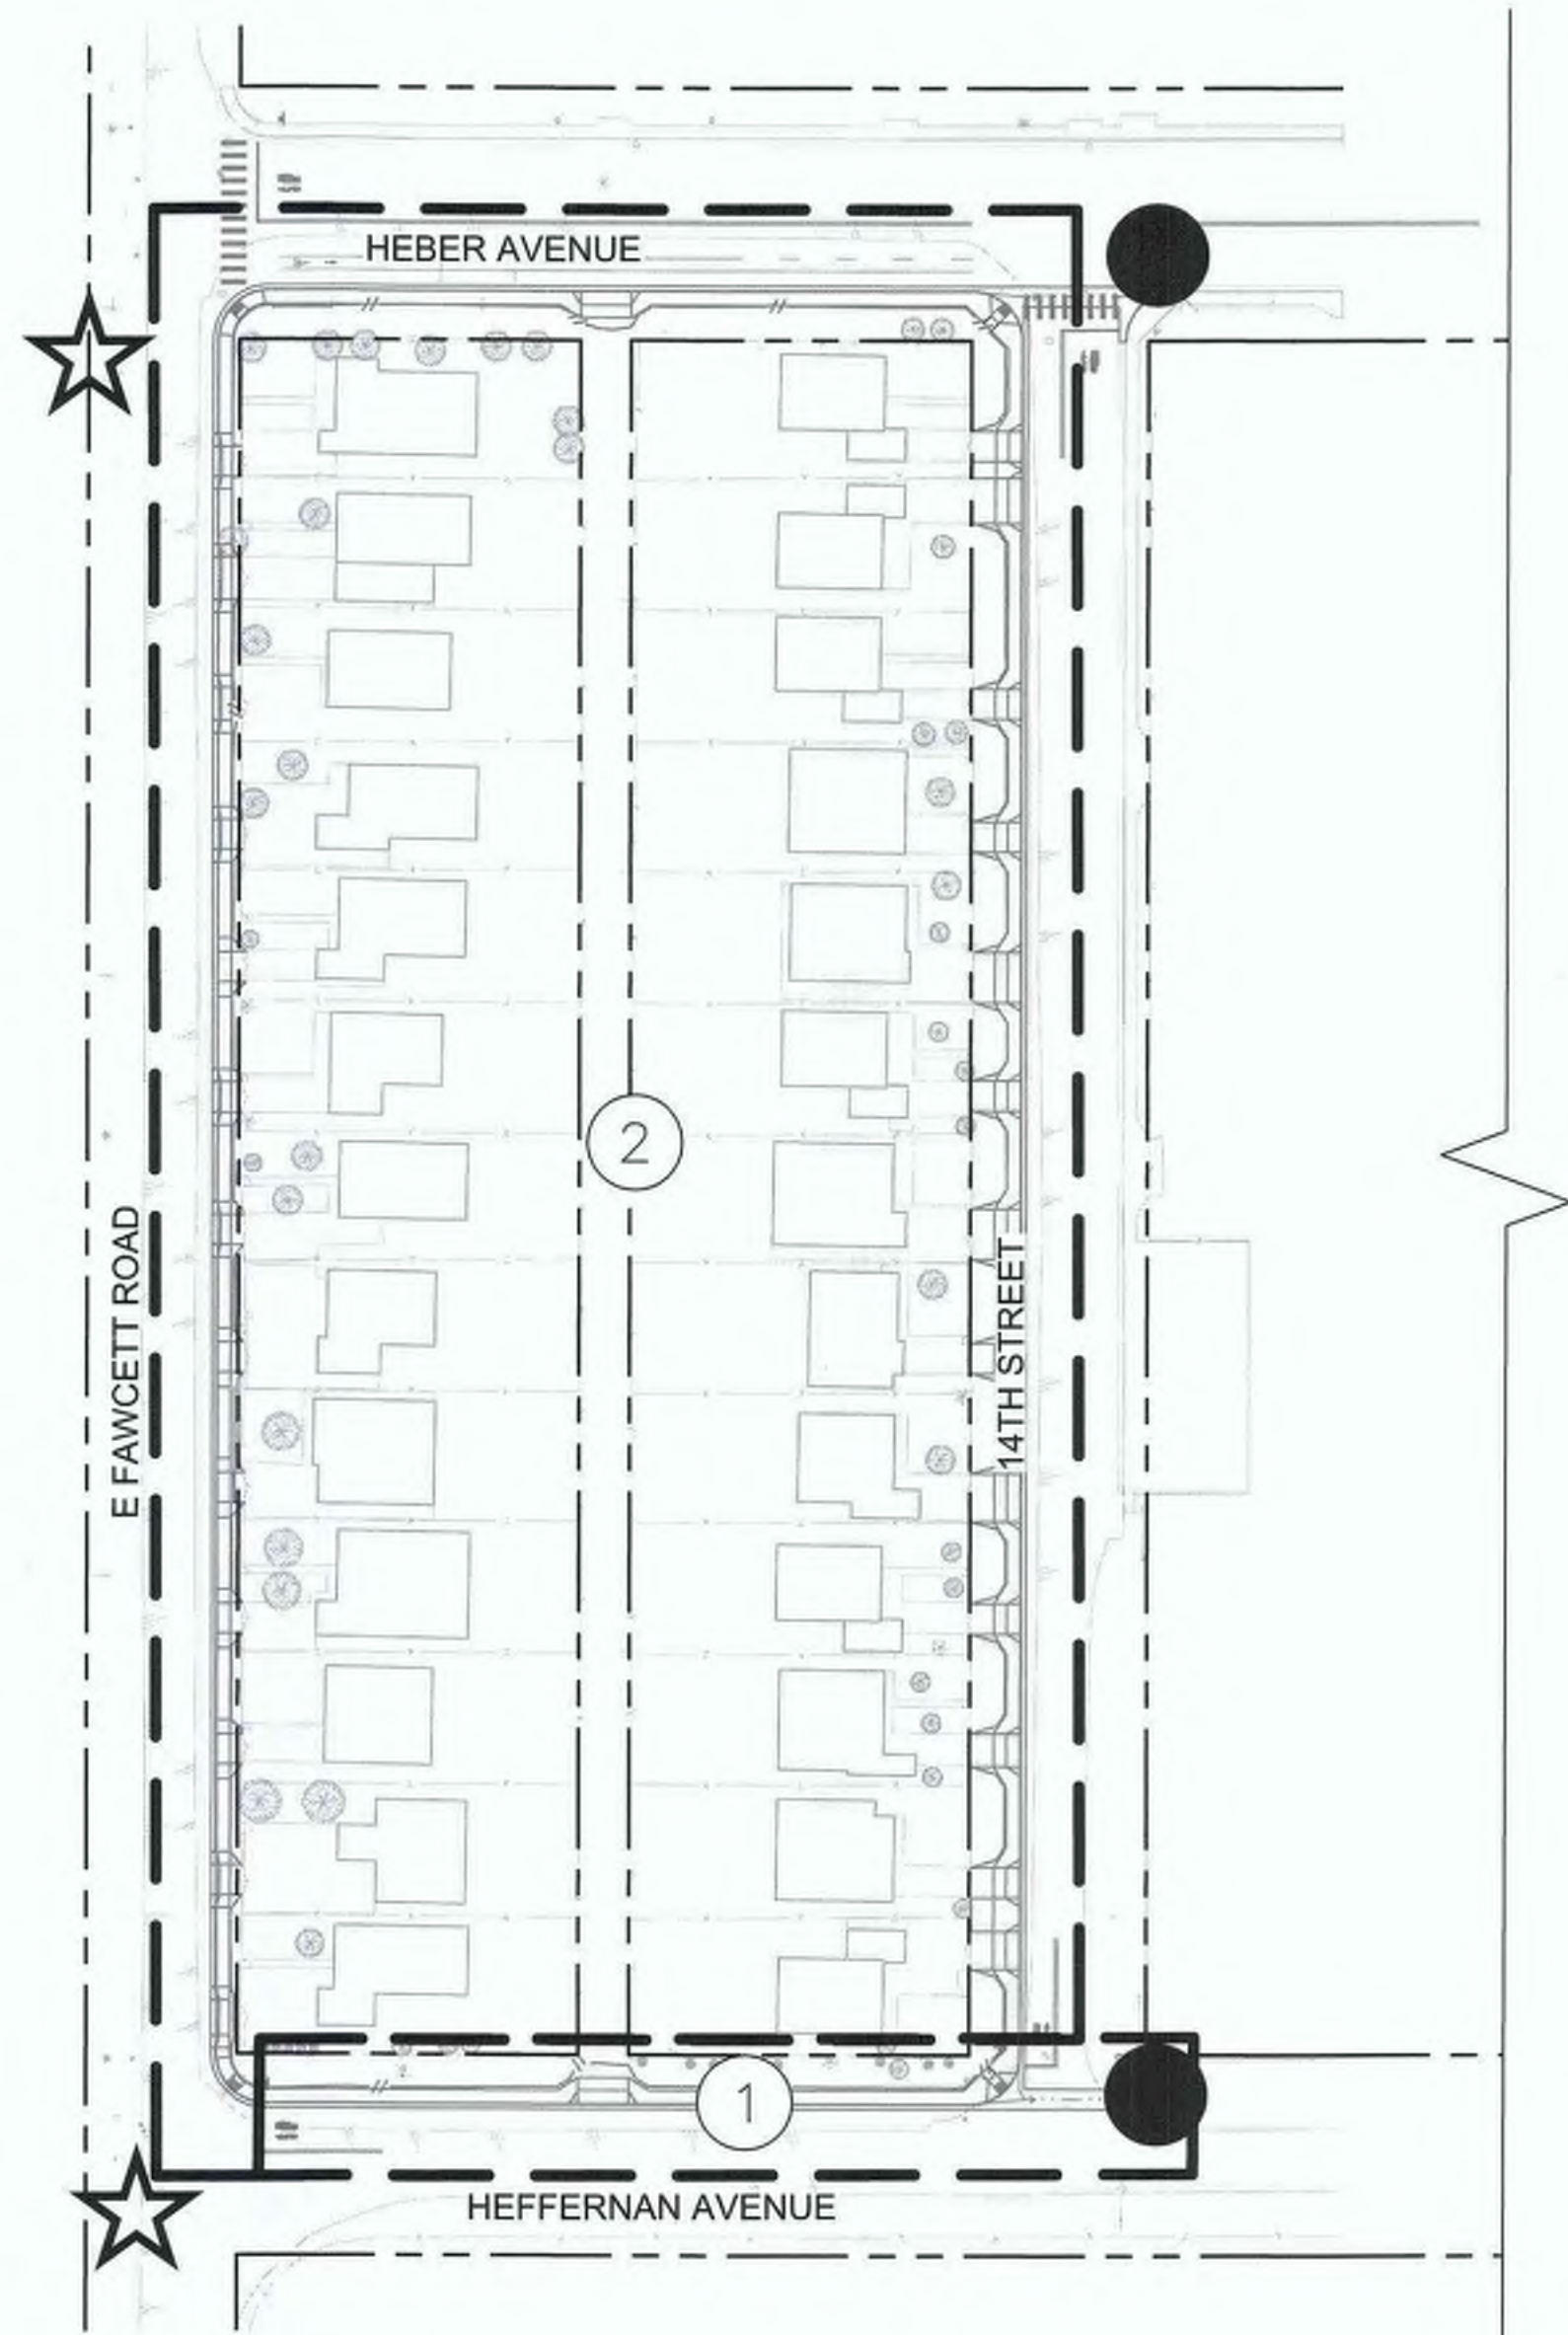 HEBER AVENUE
2
E FAWCETT ROAD
14TH STREET
1
HEFFERNAN AVENUE